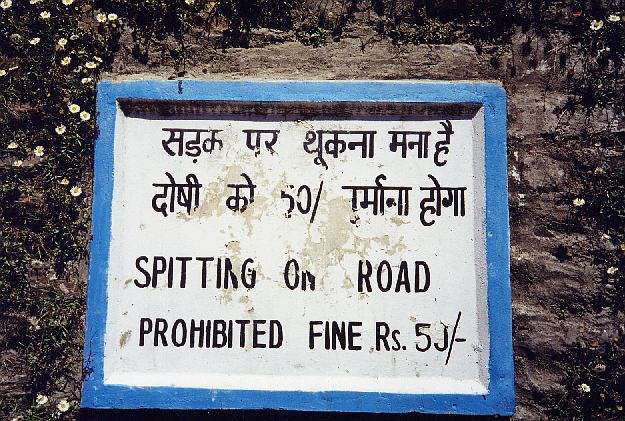 सड़क पर थूकना मना है
दोषी को 50/ जुर्माना होगा
SPITTING ON ROAD
PROHIBITED FINE Rs. 50/-